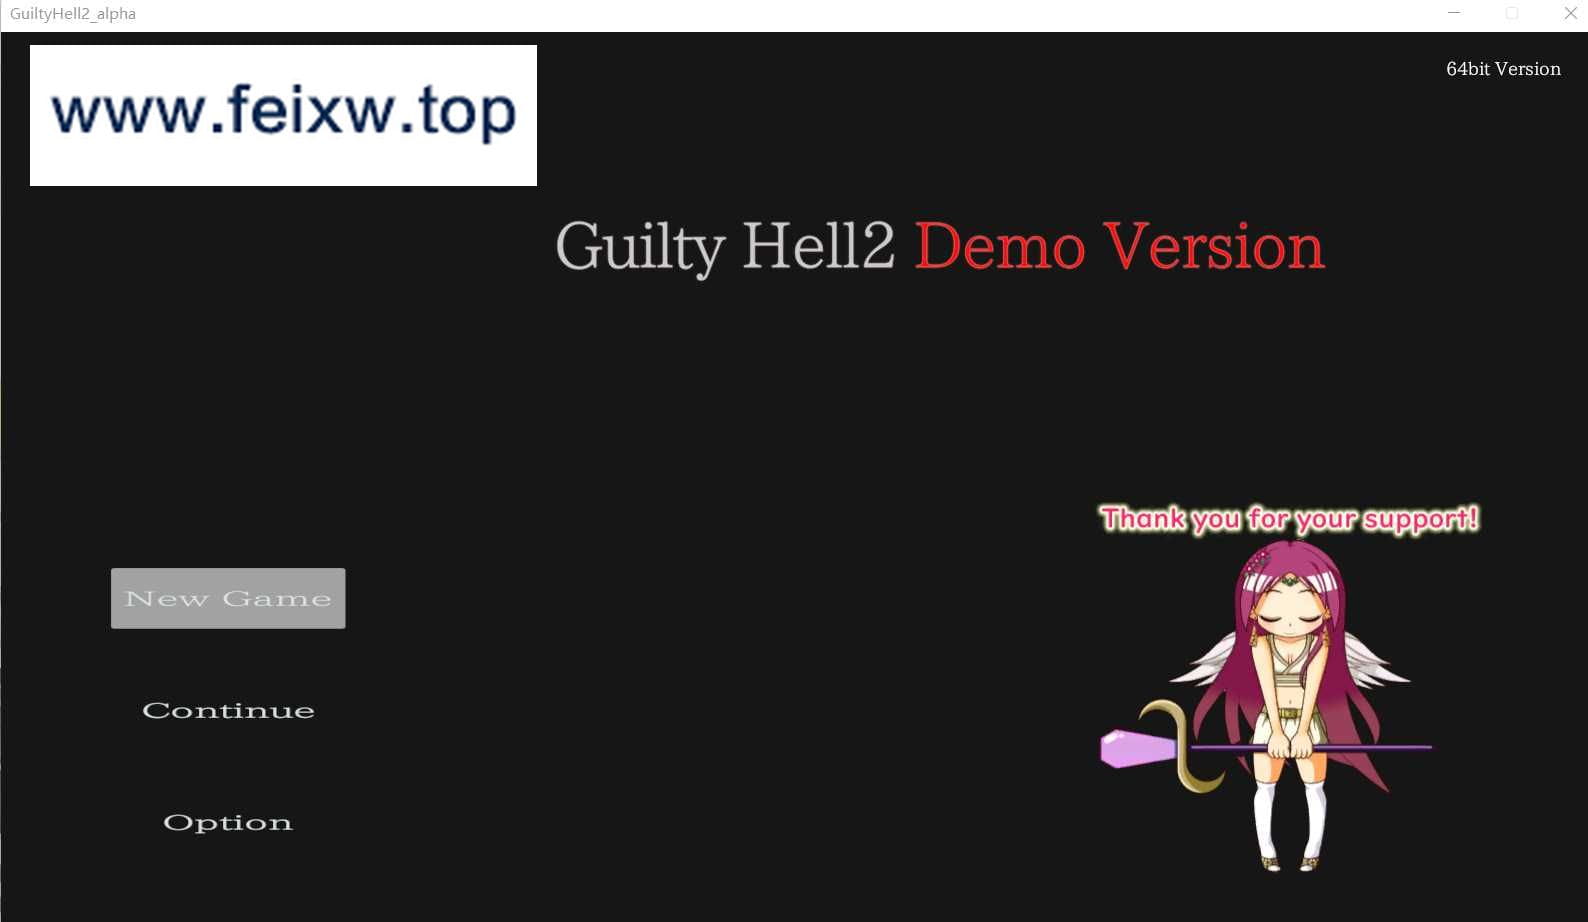 GuiltyHell2_alpha
www.feixw.top
64bit Version
Guilty Hell2 Demo Version
Thank you for your support!
New Game
Continue
Option